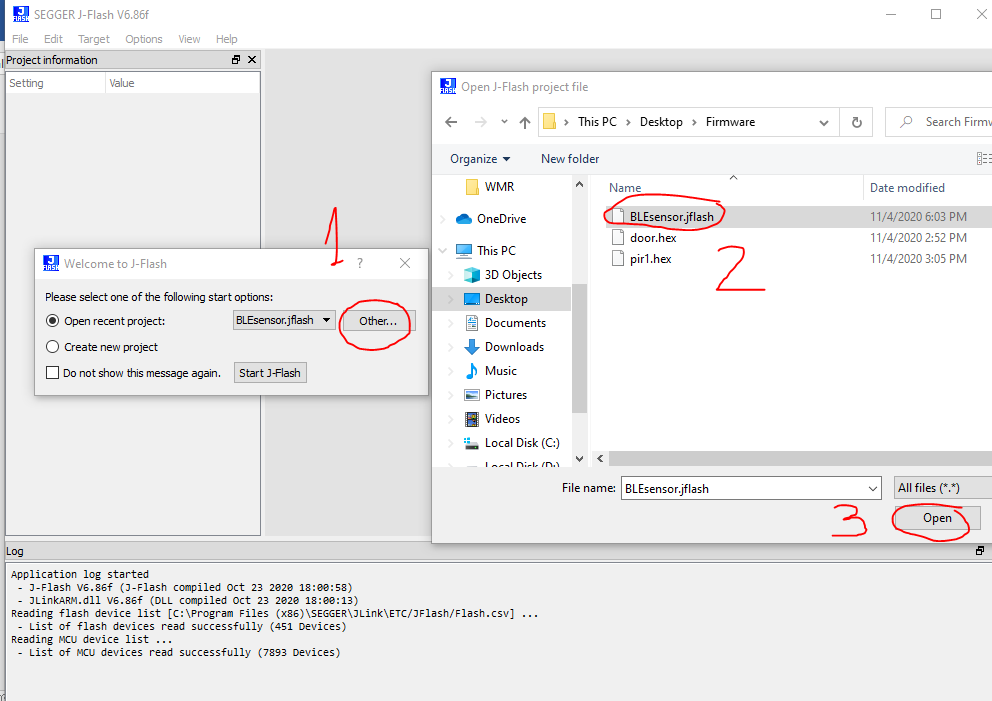 SEGGER J-Flash V6.86f
File Edit Target Options View Help
Project information
Setting Value
Open J-Flash project file
This PC > Desktop > Firmware
Organize New folder
WMR
OneDrive
This PC
3D Objects
Desktop
Documents
Downloads
Music
Pictures
Videos
Local Disk (C:)
Local Disk (D:)
Search Firmw
Name Date modified
BLEsensor.jflash 11/4/2020 6:03 PM
door.hex 11/4/2020 2:52 PM
pir1.hex 11/4/2020 3:05 PM
File name: BLEsensor.jflash All files (*.*)
Open
1
2
3
Welcome to J-Flash ?
Please select one of the following start options:
Open recent project: BLEsensor.jflash Other...
Create new project
Do not show this message again. Start J-Flash
Log
Application log started
- J-Flash V6.86f (J-Flash compiled Oct 23 2020 18:00:58)
- JLinkARM.dll V6.86f (DLL compiled Oct 23 2020 18:00:13)
Reading flash device list [C:\Program Files (x86)\SEGGER\JLink\ETC/JFlash/Flash.csv] ...
- List of flash devices read successfully (451 Devices)
Reading MCU device list ...
- List of MCU devices read successfully (7893 Devices)